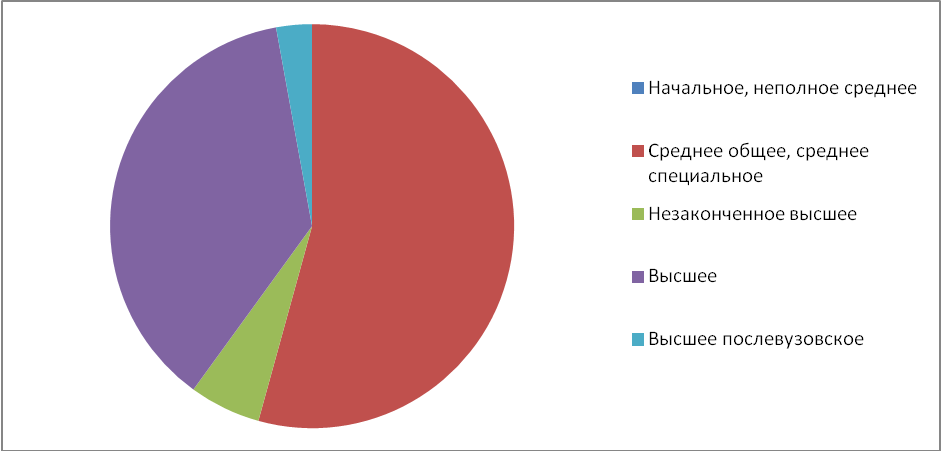 Начальное, неполное среднее
Среднее общее, среднее
специальное
Незаконченное высшее
Высшее
Высшее послевузовское